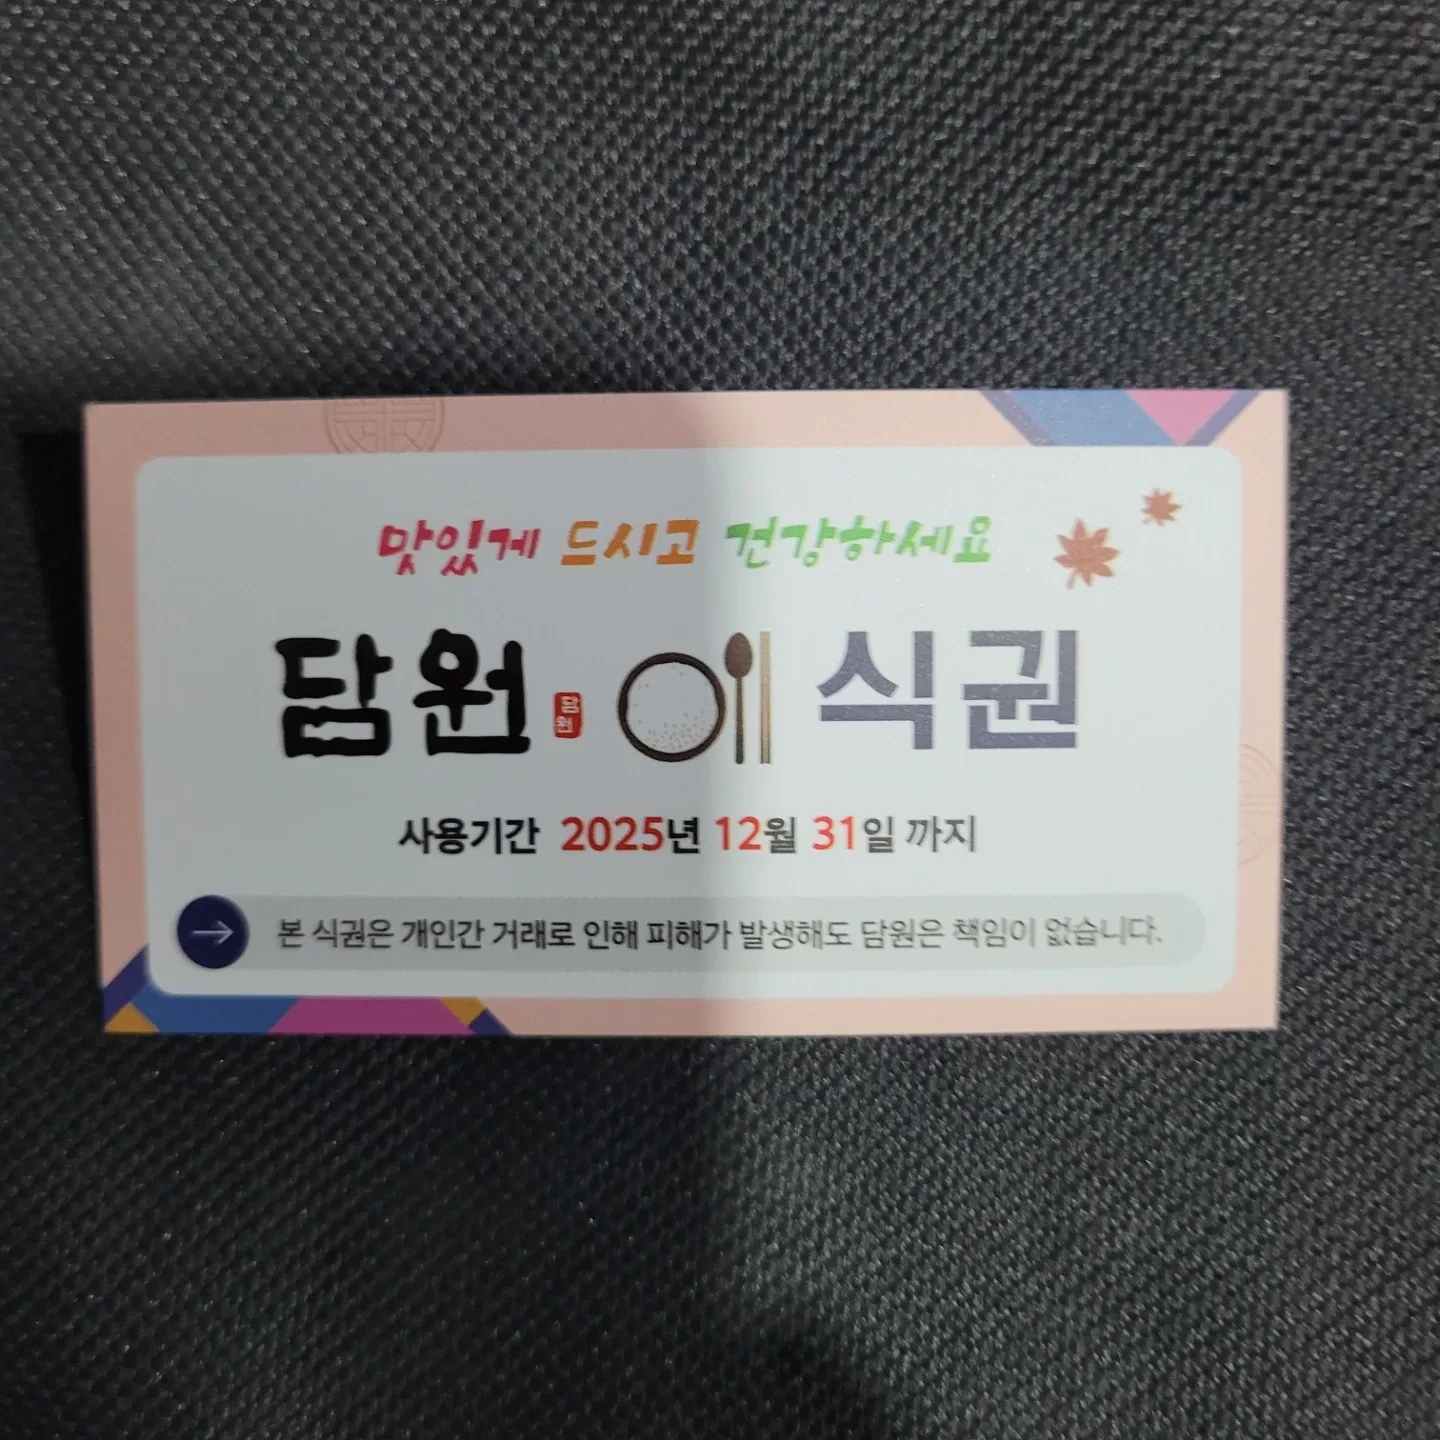 맛있게 드시고 건강하세요
담원 담원 식권
사용기간 2025년 12월 31일 까지
본 식권은 개인간 거래로 인해 피해가 발생해도 담원은 책임이 없습니다.